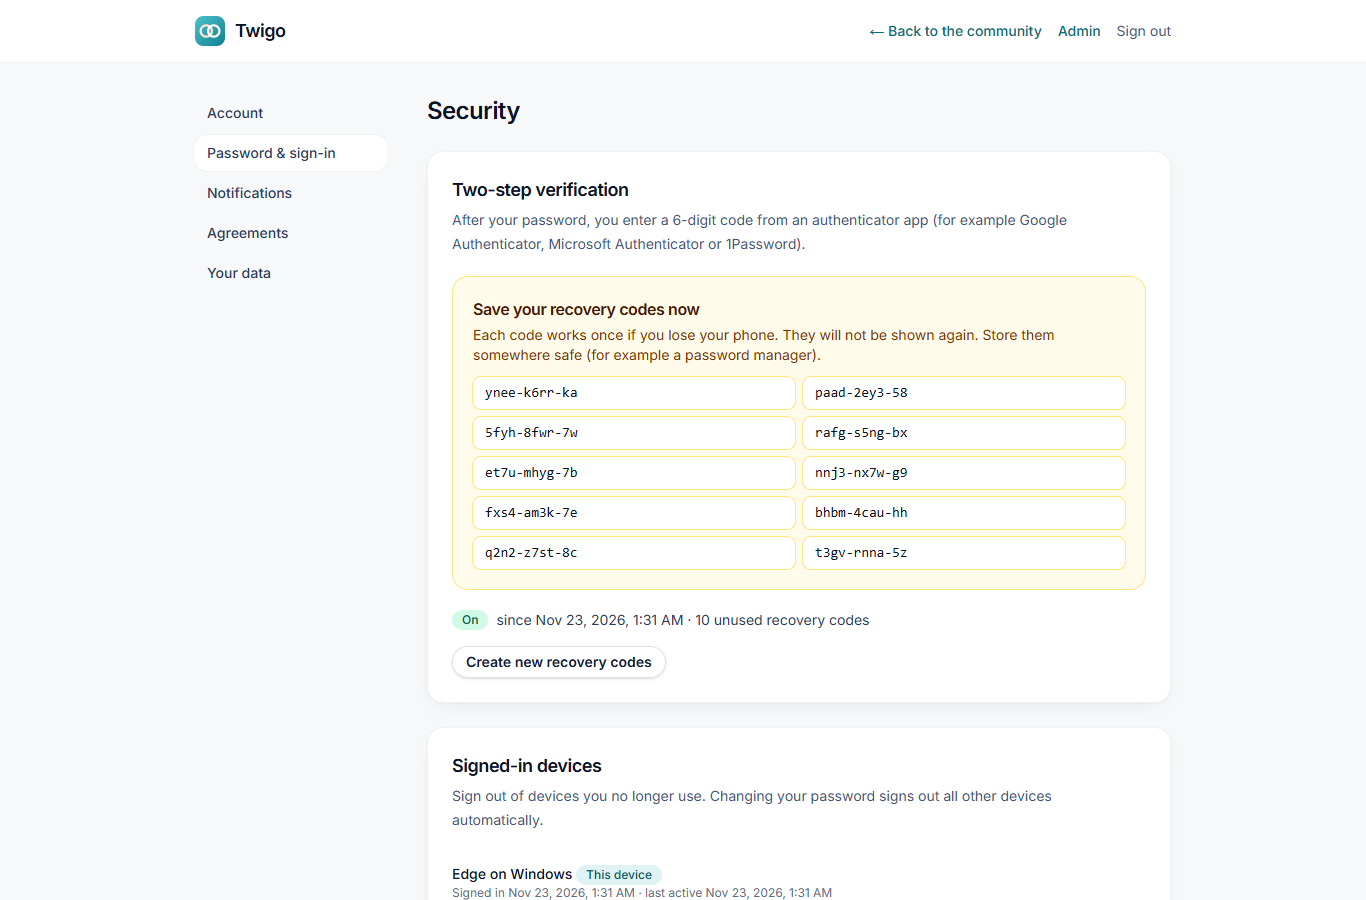 Twigo
← Back to the community
Admin
Sign out
Account
Password & sign-in
Notifications
Agreements
Your data
Security
Two-step verification
After your password, you enter a 6-digit code from an authenticator app (for example Google
Authenticator, Microsoft Authenticator or 1Password).
Save your recovery codes now
Each code works once if you lose your phone. They will not be shown again. Store them
somewhere safe (for example a password manager).
ynee-k6rr-ka
paad-2ey3-58
5fyh-8fwr-7w
rafg-s5ng-bx
et7u-mhyg-7b
nnj3-nx7w-g9
fxs4-am3k-7e
bhbm-4cau-hh
q2n2-z7st-8c
t3gv-rnna-5z
On since Nov 23, 2026, 1:31 AM · 10 unused recovery codes
Create new recovery codes
Signed-in devices
Sign out of devices you no longer use. Changing your password signs out all other devices
automatically.
Edge on Windows This device
Signed in Nov 23, 2026, 1:31 AM · last active Nov 23, 2026, 1:31 AM